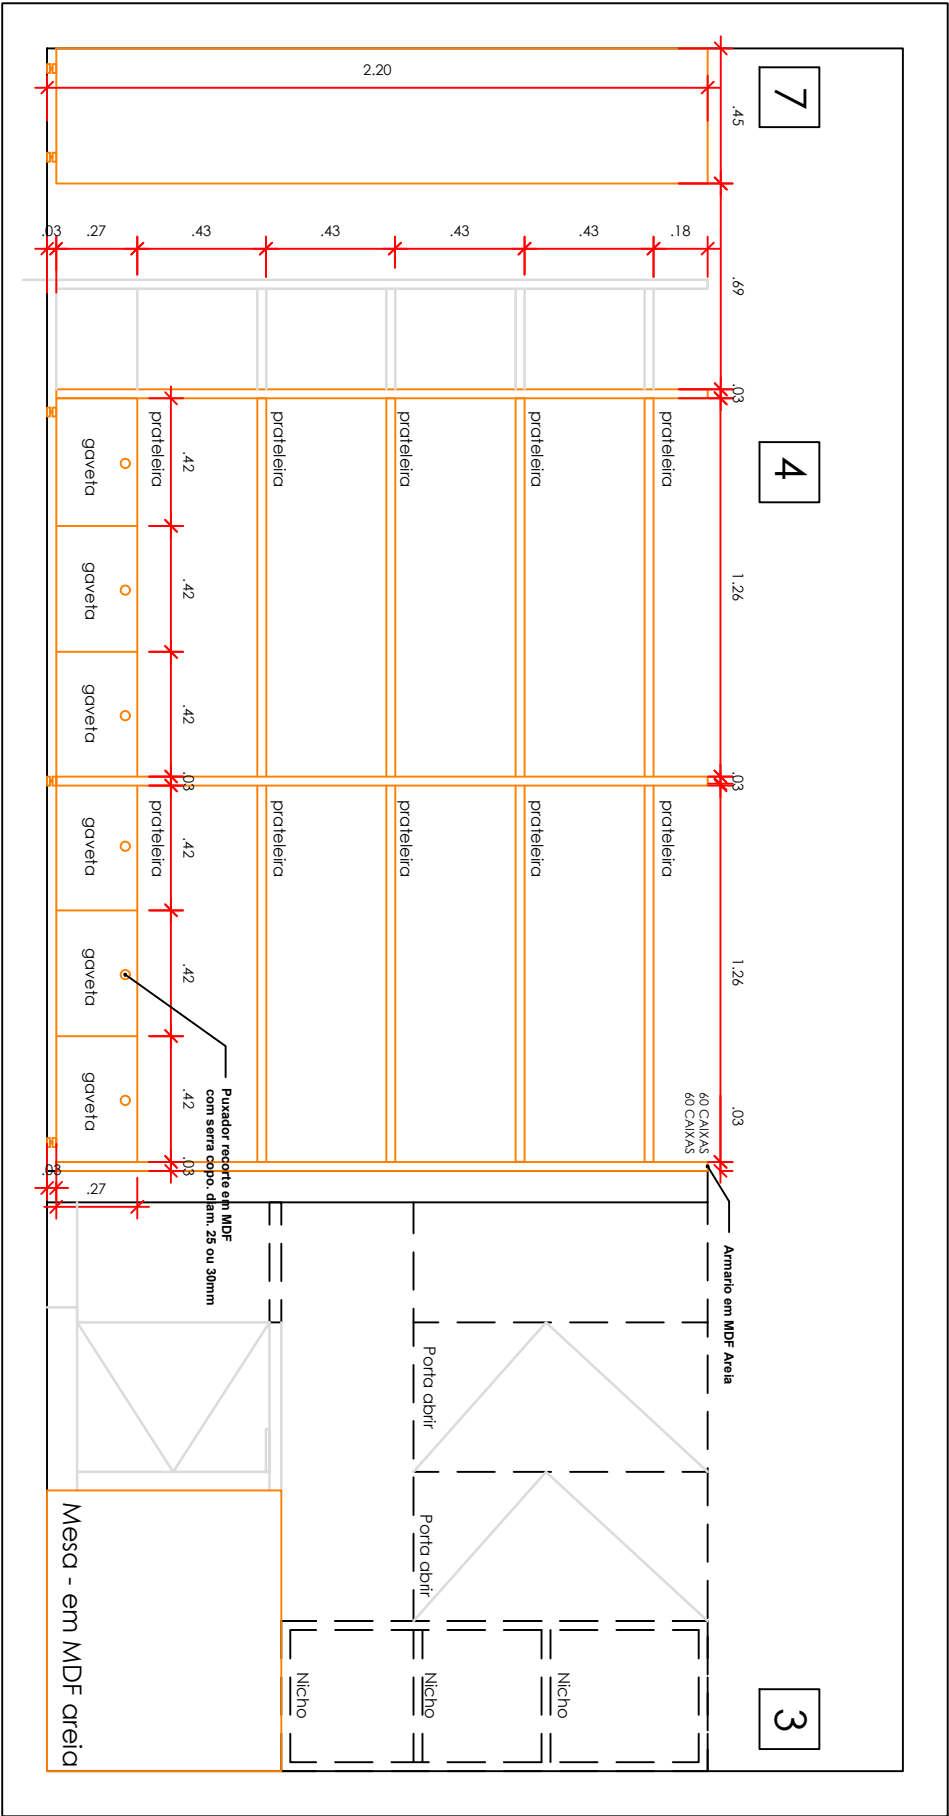 7
4
3
.45 .69 .03 1.26 .03 1.26 .03
Armario em MDF Areia
60 CAIXAS
60 CAIXAS
2.20
.18
prateleira prateleira
.43
Nicho
prateleira prateleira
.43
Porta abrir Porta abrir
Nicho
prateleira prateleira
.43
Nicho
prateleira prateleira
.43
Puxador recorte em MDF
com serra copo. diam. 25 ou 30mm
.42 .42 .42 .03 .42 .42 .42 .03
prateleira prateleira
.27
gaveta gaveta gaveta gaveta gaveta gaveta
.27
.03
.03
Mesa - em MDF areia